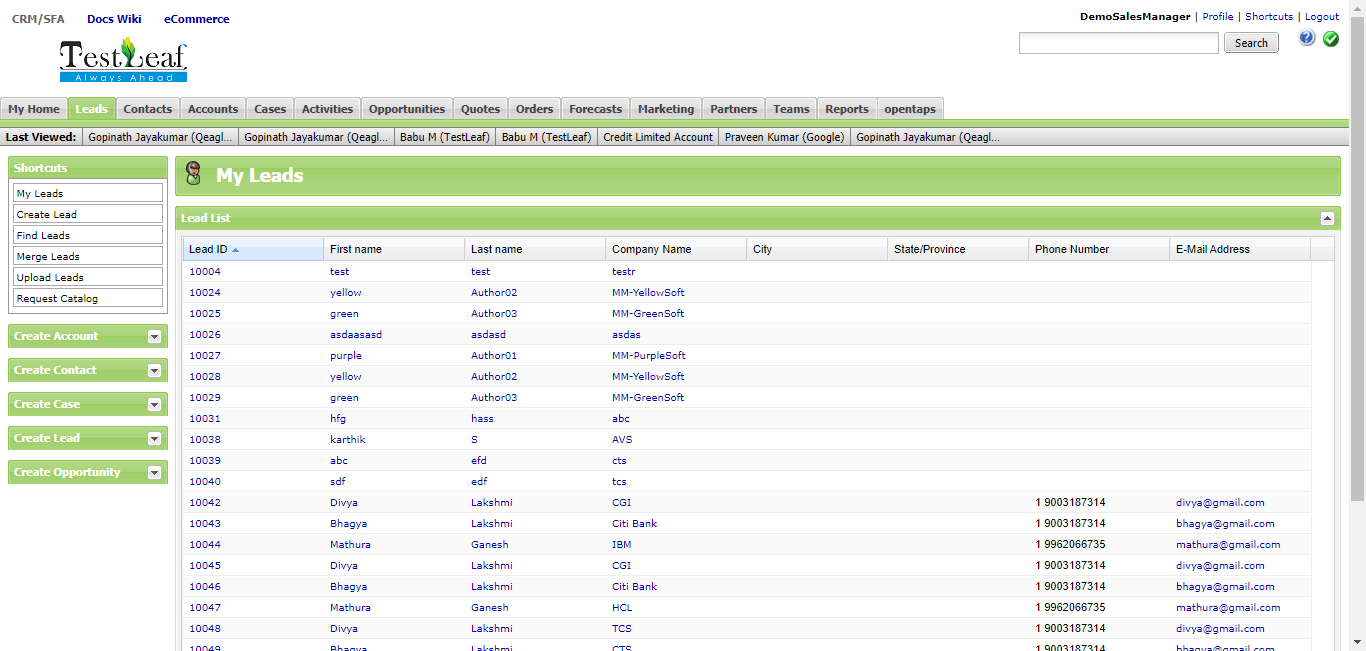 CRM/SFA Docs Wiki eCommerce
DemoSalesManager | Profile | Shortcuts | Logout
TestLeaf
Always Ahead
Search
My Home Leads Contacts Accounts Cases Activities Opportunities Quotes Orders Forecasts Marketing Partners Teams Reports opentaps
Last Viewed: Gopinath Jayakumar (Qeagl... Gopinath Jayakumar (Qeagl... Babu M (TestLeaf) Babu M (TestLeaf) Credit Limited Account Praveen Kumar (Google) Gopinath Jayakumar (Qeagl...
Shortcuts
My Leads
Create Lead
Find Leads
Merge Leads
Upload Leads
Request Catalog
Create Account
Create Contact
Create Case
Create Lead
Create Opportunity
My Leads
Lead List
Lead ID First name Last name Company Name City State/Province Phone Number E-Mail Address
10004 test test testr
10024 yellow Author02 MM-YellowSoft
10025 green Author03 MM-GreenSoft
10026 asdaasasd asdasd asdas
10027 purple Author01 MM-PurpleSoft
10028 yellow Author02 MM-YellowSoft
10029 green Author03 MM-GreenSoft
10031 hfg hass abc
10038 karthik S AVS
10039 abc efd cts
10040 sdf edf tcs
10042 Divya Lakshmi CGI 1 9003187314 divya@gmail.com
10043 Bhagya Lakshmi Citi Bank 1 9003187314 bhagya@gmail.com
10044 Mathura Ganesh IBM 1 9962066735 mathura@gmail.com
10045 Divya Lakshmi CGI 1 9003187314 divya@gmail.com
10046 Bhagya Lakshmi Citi Bank 1 9003187314 bhagya@gmail.com
10047 Mathura Ganesh HCL 1 9962066735 mathura@gmail.com
10048 Divya Lakshmi TCS 1 9003187314 divya@gmail.com
10049 Bhagya Lakshmi CTS 1 9003187314 bhagya@gmail.com